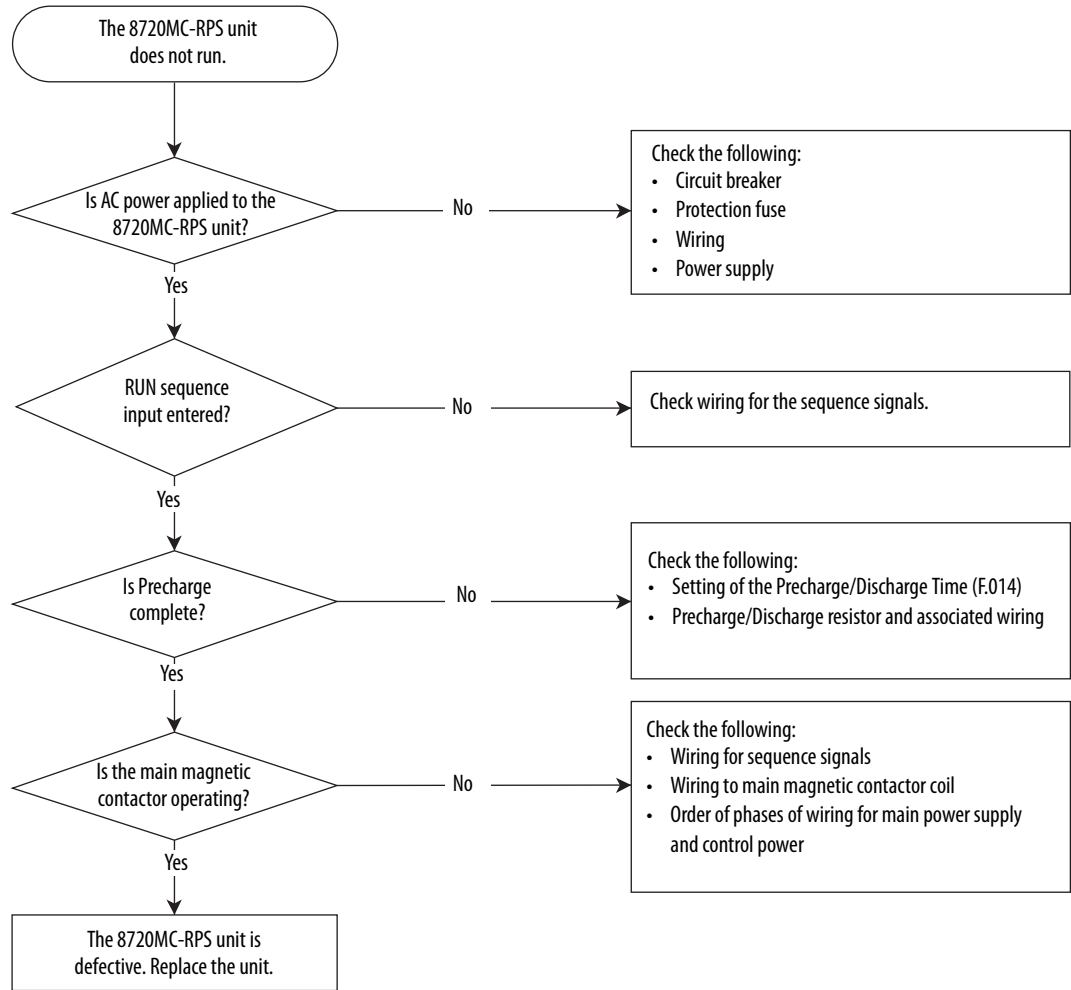 The 8720MC-RPS unit
does not run.
Is AC power applied to the
8720MC-RPS unit?
No
Check the following:
• Circuit breaker
• Protection fuse
• Wiring
• Power supply
Yes
RUN sequence
input entered?
No
Check wiring for the sequence signals.
Yes
Is Precharge
complete?
No
Check the following:
• Setting of the Precharge/Discharge Time (F.014)
• Precharge/Discharge resistor and associated wiring
Yes
Is the main magnetic
contactor operating?
No
Check the following:
• Wiring for sequence signals
• Wiring to main magnetic contactor coil
• Order of phases of wiring for main power supply
and control power
Yes
The 8720MC-RPS unit is
defective. Replace the unit.